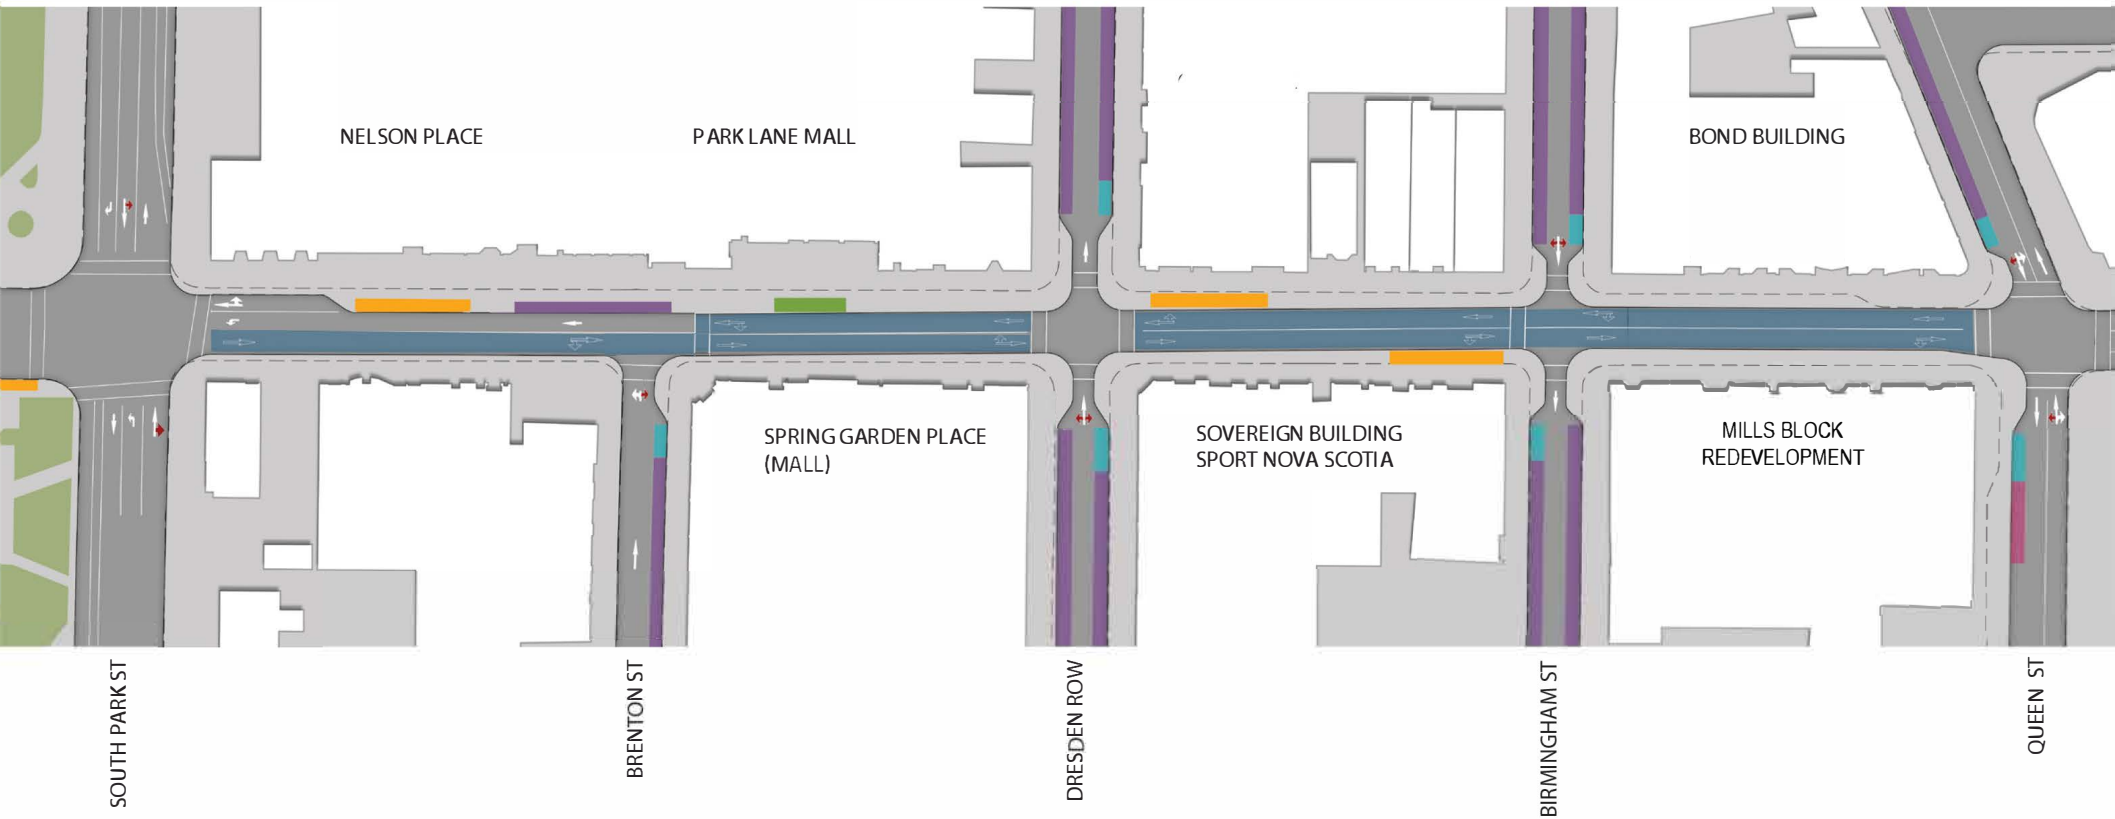 NELSON PLACE
PARK LANE MALL
BOND BUILDING
SPRING GARDEN PLACE
(MALL)
SOVEREIGN BUILDING
SPORT NOVA SCOTIA
MILLS BLOCK
REDEVELOPMENT
SOUTH PARK ST
BRENTON ST
DRESDEN ROW
BIRMINGHAM ST
QUEEN ST